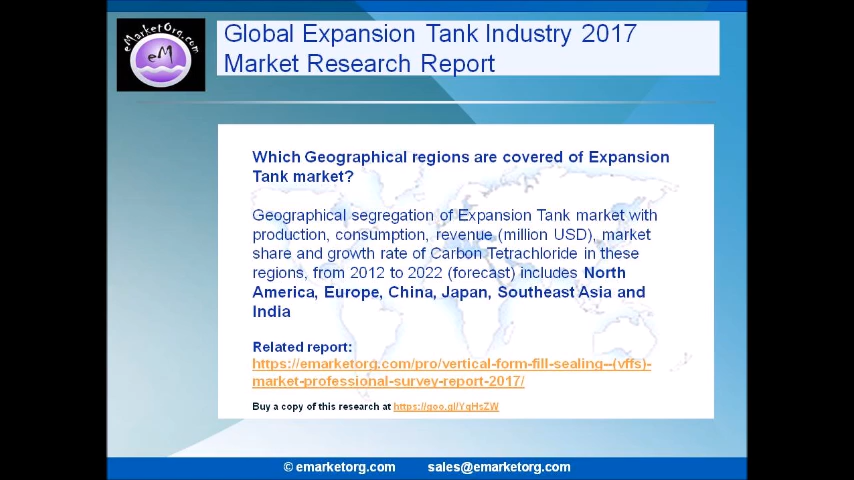 eMarketOrg.com
eM
Global Expansion Tank Industry 2017
Market Research Report
Which Geographical regions are covered of Expansion
Tank market?
Geographical segregation of Expansion Tank market with
production, consumption, revenue (million USD), market
share and growth rate of Carbon Tetrachloride in these
regions, from 2012 to 2022 (forecast) includes North
America, Europe, China, Japan, Southeast Asia and
India
Related report:
https://emarketorg.com/pro/vertical-form-fill-sealing--(vffs)-
market-professional-survey-report-2017/
Buy a copy of this research at https://goo.gl/YqHsZW
© emarketorg.com sales@emarketorg.com